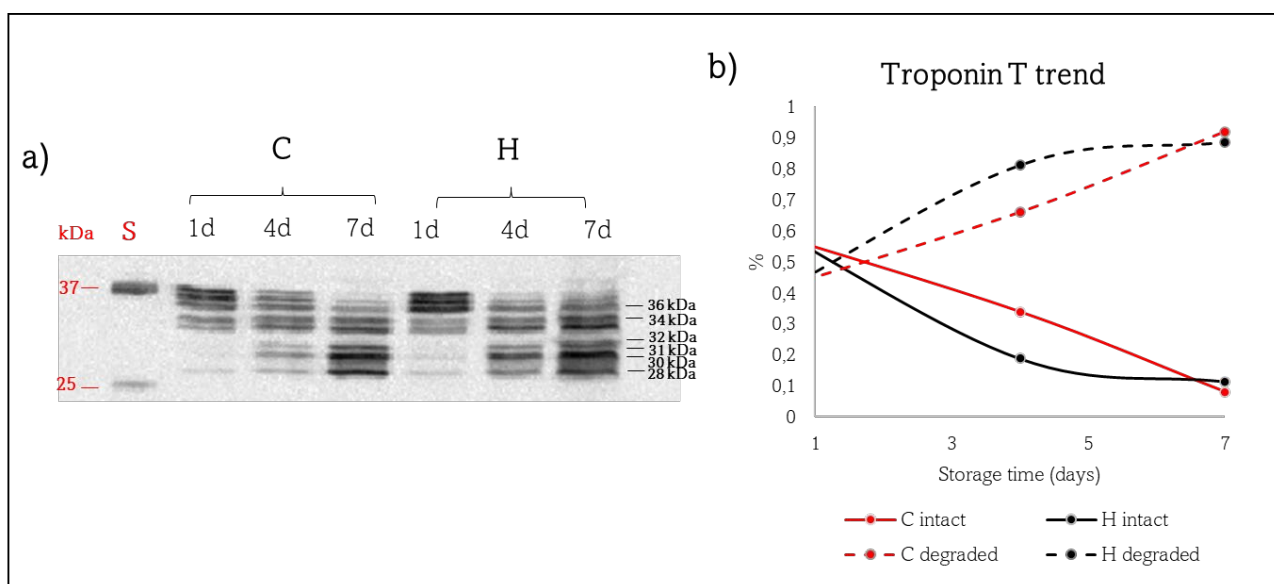 a)
C H
kDa S 1d 4d 7d 1d 4d 7d
37
25
36 kDa
34 kDa
32 kDa
31 kDa
30 kDa
28 kDa
b)
Troponin T trend
1
0,9
0,8
0,7
0,6
0,5
0,4
0,3
0,2
0,1
0
%
1 3 5 7
Storage time (days)
C intact H intact
C degraded H degraded